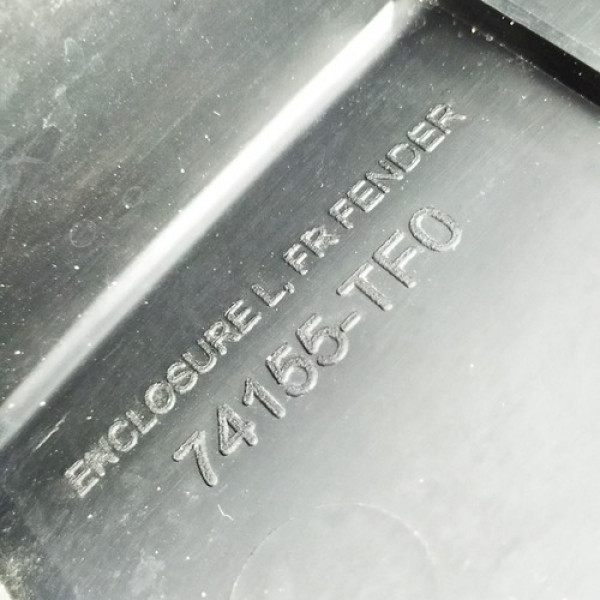 ENCLOSURE L, FR FENDER
74155-TF0